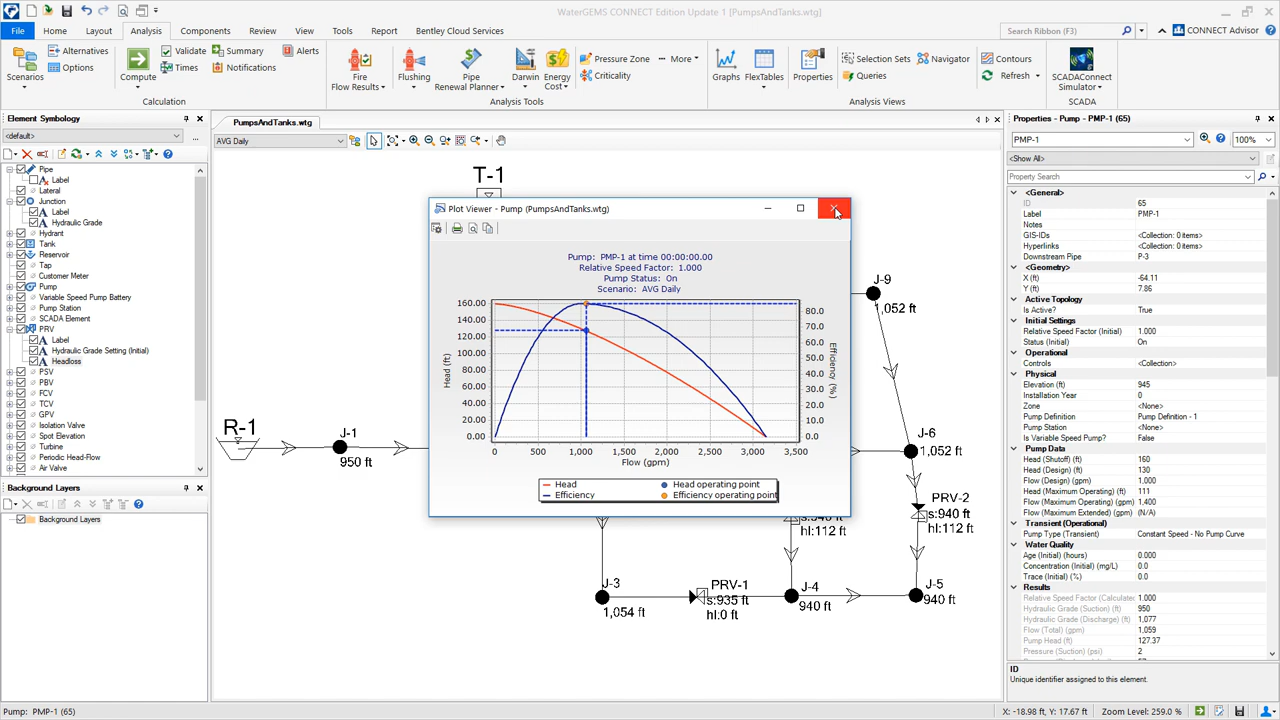 WaterGEMS CONNECT Edition Update 1 [PumpsAndTanks.wtg]
File Home Layout Analysis Components Review View Tools Report Bentley Cloud Services
Search Ribbon (F3)
CONNECT Advisor
Scenarios
Alternatives
Options
Compute
Validate
Times
Summary
Notifications
Alerts
Calculation
Fire
Flow Results
Flushing
Pipe
Renewal Planner
Darwin
Energy
Cost
Pressure Zone
Criticality
More
Analysis Tools
Graphs
FlexTables
Properties
Selection Sets
Queries
Navigator
Contours
Refresh
Analysis Views
SCADAConnect
Simulator
SCADA
Element Symbology
<default>
...
Pipe
Label
Lateral
Junction
Label
Hydraulic Grade
Hydrant
Tank
Reservoir
Tap
Customer Meter
Pump
Variable Speed Pump Battery
Pump Station
SCADA Element
PRV
Label
Hydraulic Grade Setting (Initial)
Headloss
PSV
PBV
FCV
TCV
GPV
Isolation Valve
Spot Elevation
Turbine
Periodic Head-Flow
Air Valve
Background Layers
Background Layers
PumpsAndTanks.wtg
AVG Daily
T-1
R-1
J-1
950 ft
J-9
1,052 ft
J-6
1,052 ft
PRV-2
s:940 ft
hl:112 ft
s:940 ft
hl:112 ft
J-3
1,054 ft
PRV-1
s:935 ft
hl:0 ft
J-4
940 ft
J-5
940 ft
Plot Viewer - Pump (PumpsAndTanks.wtg)
Pump: PMP-1 at time 00:00:00.00
Relative Speed Factor: 1.000
Pump Status: On
Scenario: AVG Daily
Head (ft)
160.00
140.00
120.00
100.00
80.00
60.00
40.00
20.00
0.00
80.0
70.0
60.0
50.0
40.0
30.0
20.0
10.0
0.0
Efficiency (%)
0 500 1,000 1,500 2,000 2,500 3,000 3,500
Flow (gpm)
Head Head operating point
Efficiency Efficiency operating point
Properties - Pump - PMP-1 (65)
PMP-1
100%
<Show All>
Property Search
<General>
ID 65
Label PMP-1
Notes
GIS-IDs <Collection: 0 items>
Hyperlinks <Collection: 0 items>
Downstream Pipe P-3
<Geometry>
X (ft) -64.11
Y (ft) 7.86
Active Topology
Is Active? True
Initial Settings
Relative Speed Factor (Initial) 1.000
Status (Initial) On
Operational
Controls <Collection>
Physical
Elevation (ft) 945
Installation Year 0
Zone <None>
Pump Definition Pump Definition - 1
Pump Station <None>
Is Variable Speed Pump? False
Pump Data
Head (Shutoff) (ft) 160
Head (Design) (ft) 130
Flow (Design) (gpm) 1,000
Head (Maximum Operating) (ft) 111
Flow (Maximum Operating) (gpm) 1,400
Flow (Maximum Extended) (gpm) (N/A)
Transient (Operational)
Pump Type (Transient) Constant Speed - No Pump Curve
Water Quality
Age (Initial) (hours) 0.000
Concentration (Initial) (mg/L) 0.0
Trace (Initial) (%) 0.0
Results
Relative Speed Factor (Calculated 1.000
Hydraulic Grade (Suction) (ft) 950
Hydraulic Grade (Discharge) (ft) 1,077
Flow (Total) (gpm) 1,059
Pump Head (ft) 127.37
Pressure (Suction) (psi) 2
ID
Unique identifier assigned to this element.
Pump: PMP-1 (65)
X: -18.98 ft, Y: 17.67 ft Zoom Level: 259.0 %